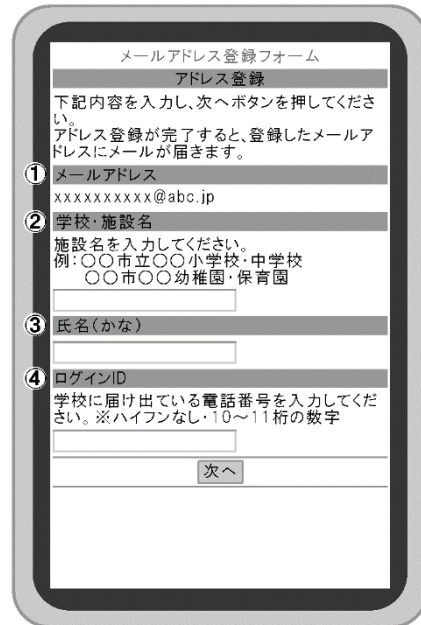 メールアドレス登録フォーム
アドレス登録
下記内容を入力し、次へボタンを押してくださ
い。
アドレス登録が完了すると、登録したメールア
ドレスにメールが届きます。
① メールアドレス
xxxxxxxxxx@abc.jp
② 学校・施設名
施設名を入力してください。
例：○○市立○○小学校・中学校
○○市○○幼稚園・保育園
③ 氏名(かな)
④ ログインID
学校に届け出ている電話番号を入力してくだ
さい。※ハイフンなし・10～11桁の数字
次へ